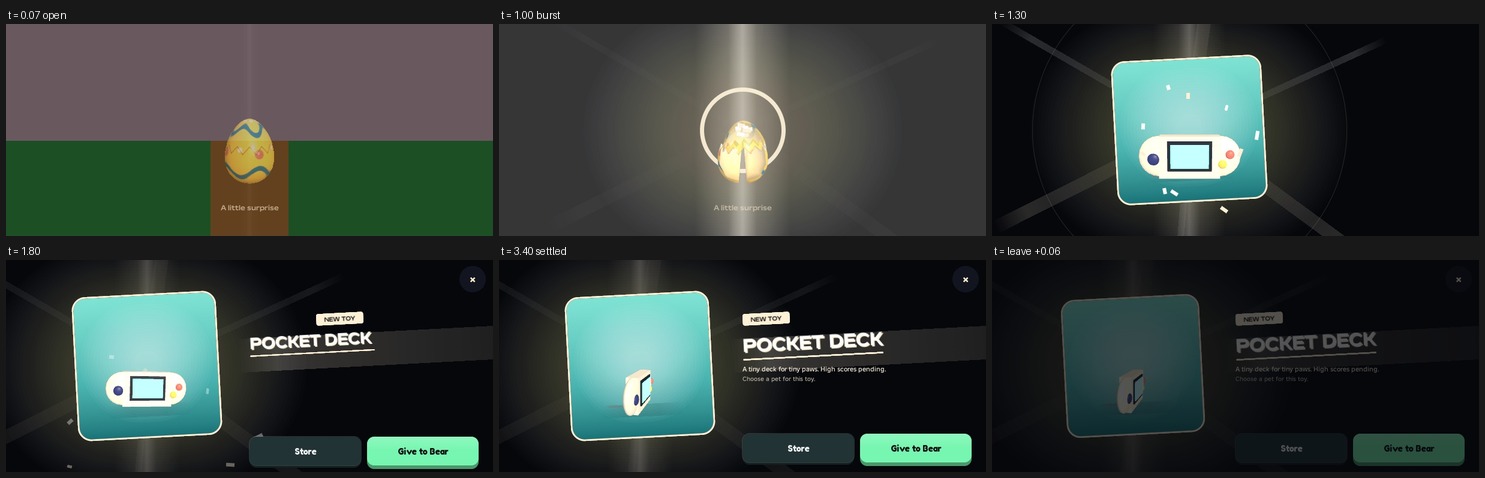 t = 0.07 open
t = 1.00 burst
t = 1.30
A little surprise
A little surprise
t = 1.80
t = 3.40 settled
t = leave +0.06
×
NEW TOY
POCKET DECK
Store
Give to Bear
×
NEW TOY
POCKET DECK
A tiny deck for tiny paws. High scores pending.
Choose a pet for this toy.
Store
Give to Bear
×
NEW TOY
POCKET DECK
A tiny deck for tiny paws. High scores pending.
Choose a pet for this toy.
Store
Give to Bear